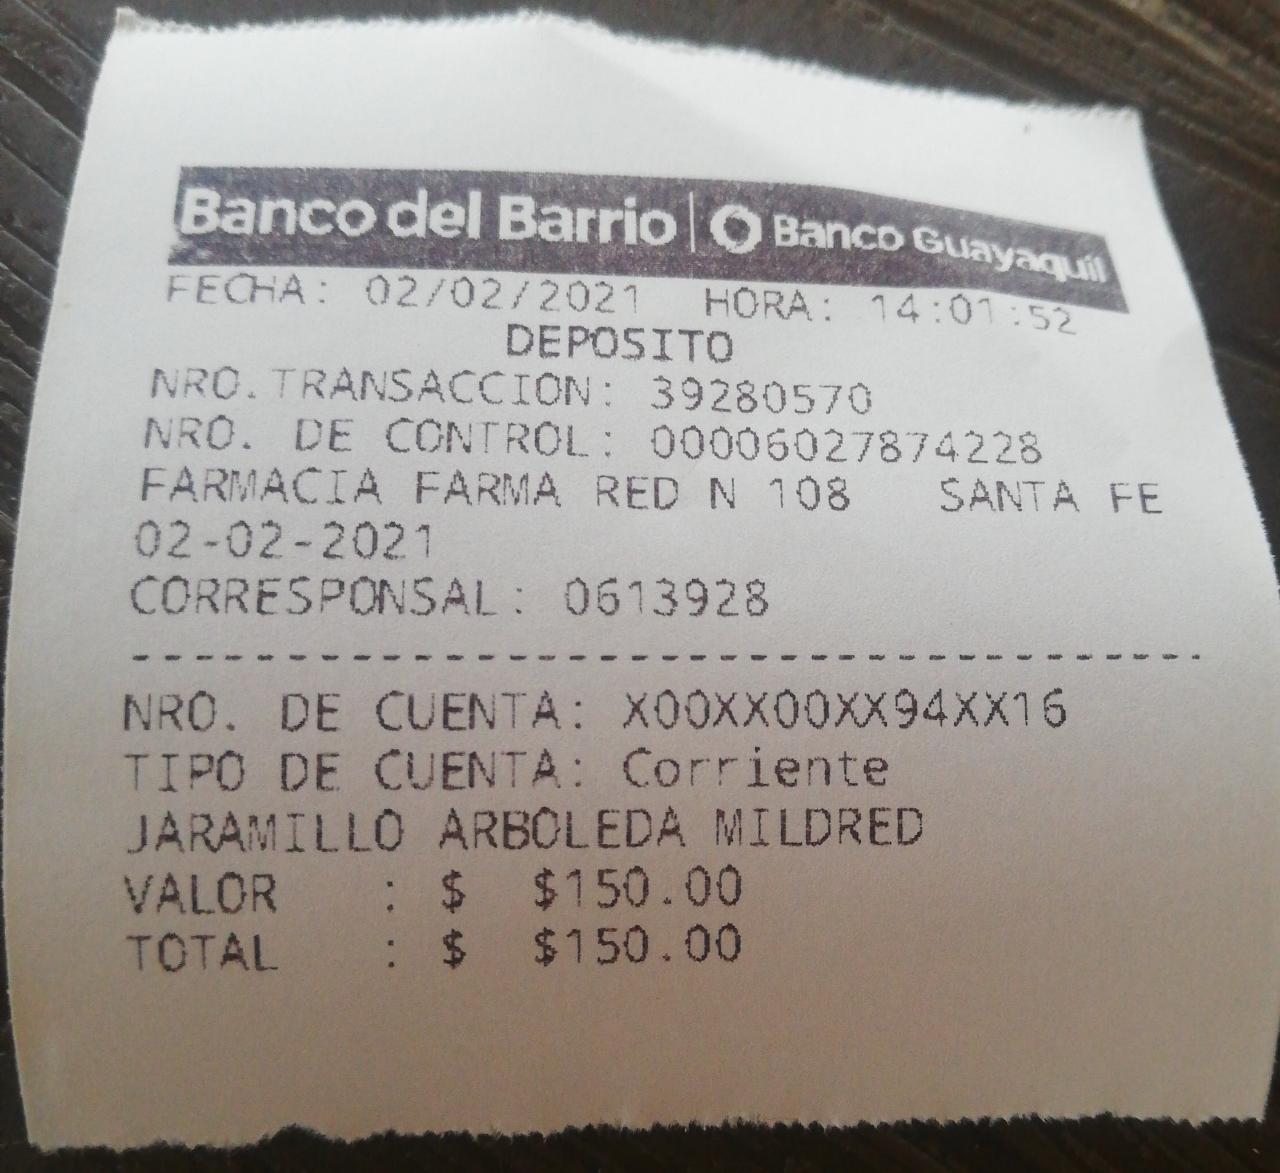 Banco del Barrio | Banco Guayaquil
FECHA: 02/02/2021 HORA: 14:01:52
DEPOSITO
NRO.TRANSACCION: 39280570
NRO. DE CONTROL: 00006027874228
FARMACIA FARMA RED N 108 SANTA FE
02-02-2021
CORRESPONSAL: 0613928
------------------------------------
NRO. DE CUENTA: X00XX00XX94XX16
TIPO DE CUENTA: Corriente
JARAMILLO ARBOLEDA MILDRED
VALOR : $ $150.00
TOTAL : $ $150.00